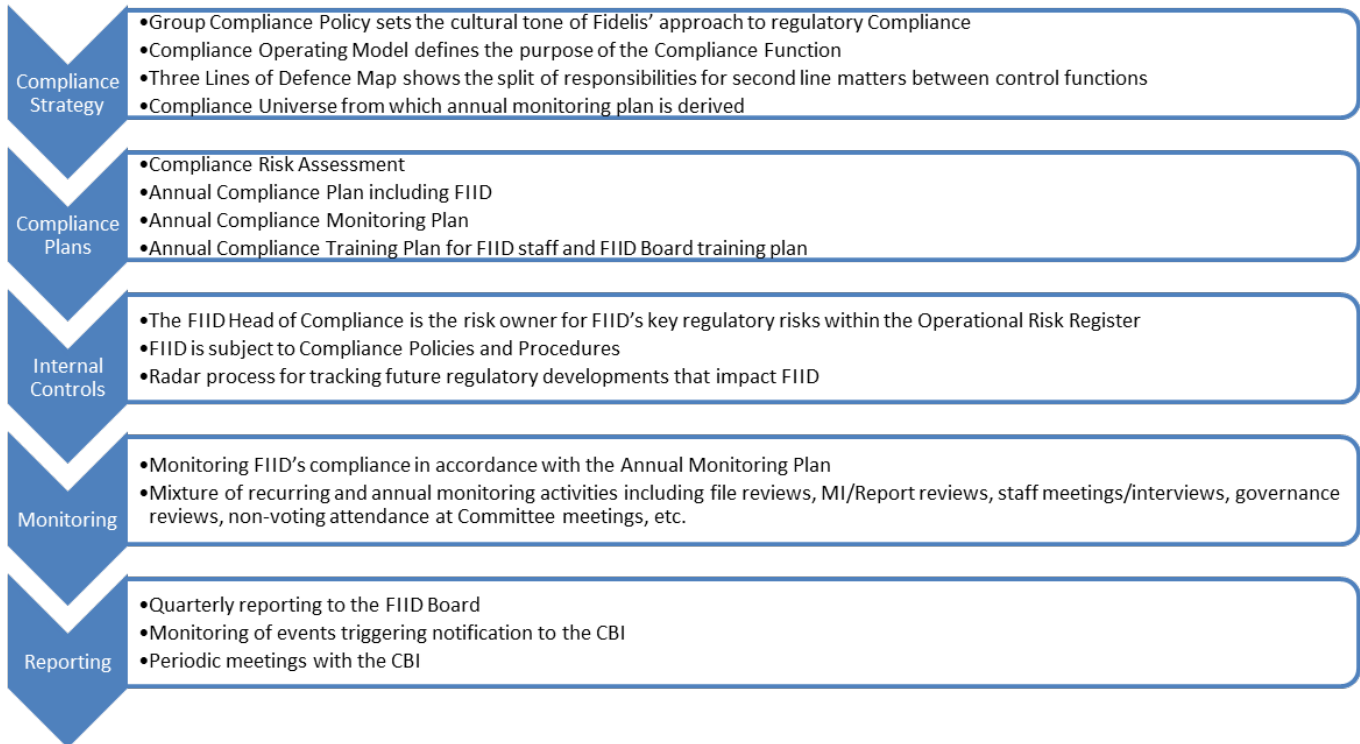 Compliance
Strategy
•Group Compliance Policy sets the cultural tone of Fidelis’ approach to regulatory Compliance
•Compliance Operating Model defines the purpose of the Compliance Function
•Three Lines of Defence Map shows the split of responsibilities for second line matters between control functions
•Compliance Universe from which annual monitoring plan is derived
Compliance
Plans
•Compliance Risk Assessment
•Annual Compliance Plan including FIID
•Annual Compliance Monitoring Plan
•Annual Compliance Training Plan for FIID staff and FIID Board training plan
Internal
Controls
•The FIID Head of Compliance is the risk owner for FIID’s key regulatory risks within the Operational Risk Register
•FIID is subject to Compliance Policies and Procedures
•Radar process for tracking future regulatory developments that impact FIID
Monitoring
•Monitoring FIID’s compliance in accordance with the Annual Monitoring Plan
•Mixture of recurring and annual monitoring activities including file reviews, MI/Report reviews, staff meetings/interviews, governance
reviews, non-voting attendance at Committee meetings, etc.
Reporting
•Quarterly reporting to the FIID Board
•Monitoring of events triggering notification to the CBI
•Periodic meetings with the CBI